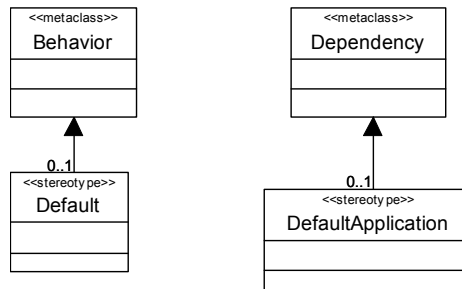 <<metaclass>>
Behavior
<<metaclass>>
Dependency
0..1
<<stereotype>>
Default
0..1
<<stereotype>>
DefaultApplication